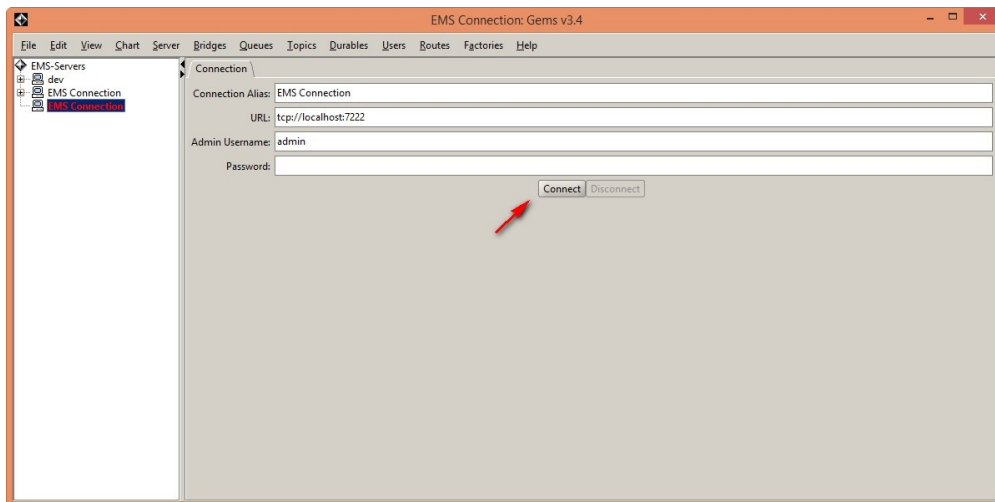 EMS Connection: Gems v3.4
File Edit View Chart Server Bridges Queues Topics Durables Users Routes Factories Help
EMS-Servers
dev
EMS Connection
EMS Connection
Connection
Connection Alias: EMS Connection
URL: tcp://localhost:7222
Admin Username: admin
Password:
Connect Disconnect